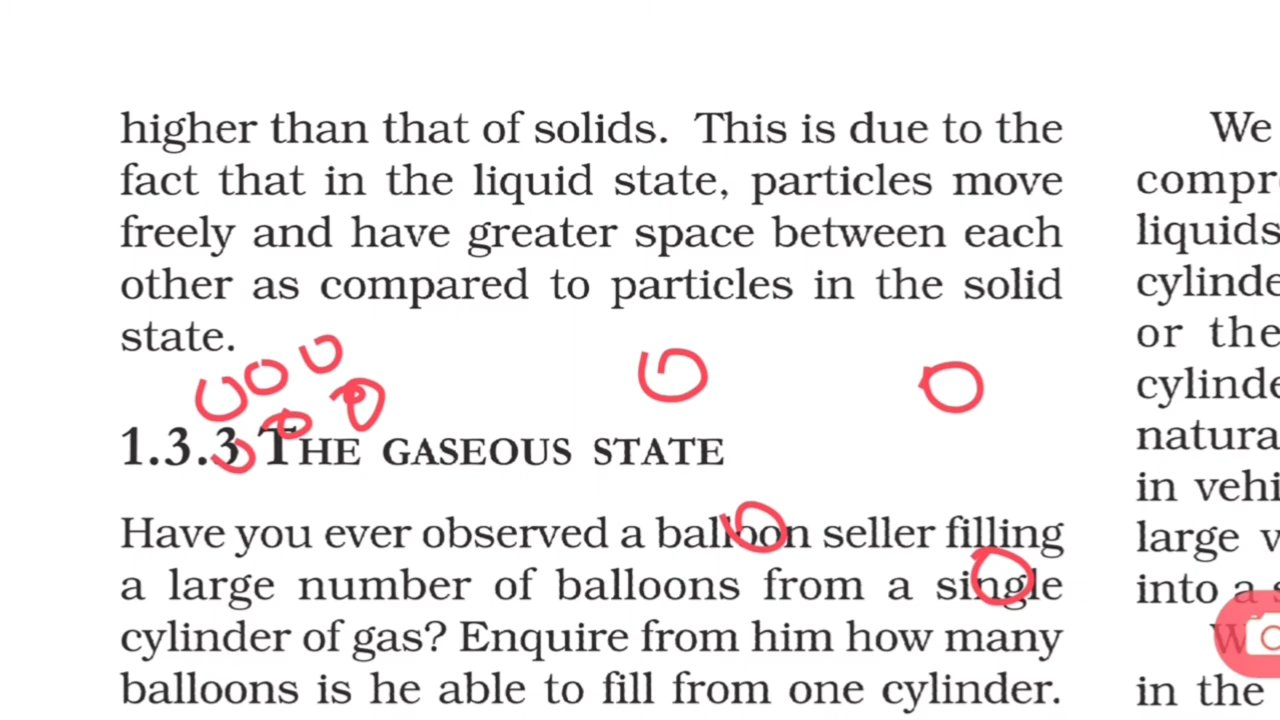 higher than that of solids. This is due to the
fact that in the liquid state, particles move
freely and have greater space between each
other as compared to particles in the solid
state.
1.3.3 THE GASEOUS STATE
Have you ever observed a balloon seller filling
a large number of balloons from a single
cylinder of gas? Enquire from him how many
balloons is he able to fill from one cylinder.
We
liquids
or
in
large
into a
in the